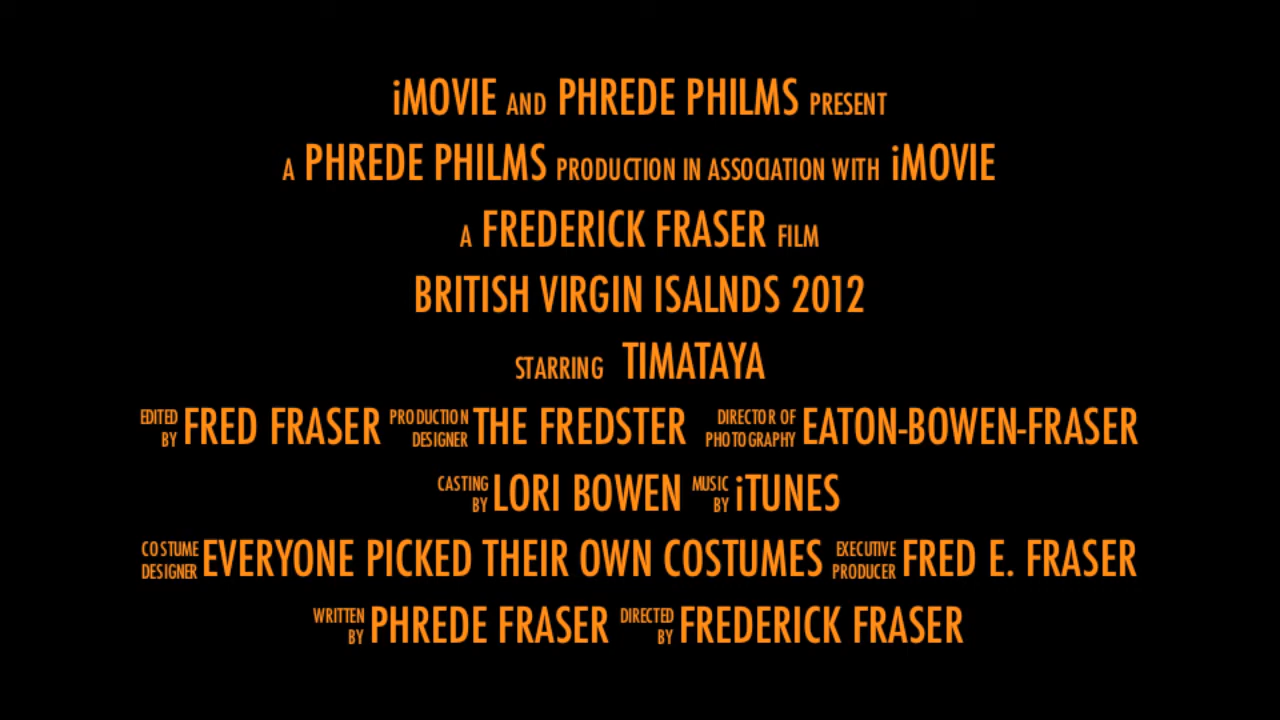 iMOVIE AND PHREDE PHILMS PRESENT
A PHREDE PHILMS PRODUCTION IN ASSOCIATION WITH iMOVIE
A FREDERICK FRASER FILM
BRITISH VIRGIN ISALNDS 2012
STARRING TIMATAYA
EDITED BY FRED FRASER PRODUCTION DESIGNER THE FREDSTER DIRECTOR OF PHOTOGRAPHY EATON-BOWEN-FRASER
CASTING BY LORI BOWEN MUSIC BY iTUNES
COSTUME DESIGNER EVERYONE PICKED THEIR OWN COSTUMES EXECUTIVE PRODUCER FRED E. FRASER
WRITTEN BY PHREDE FRASER DIRECTED BY FREDERICK FRASER